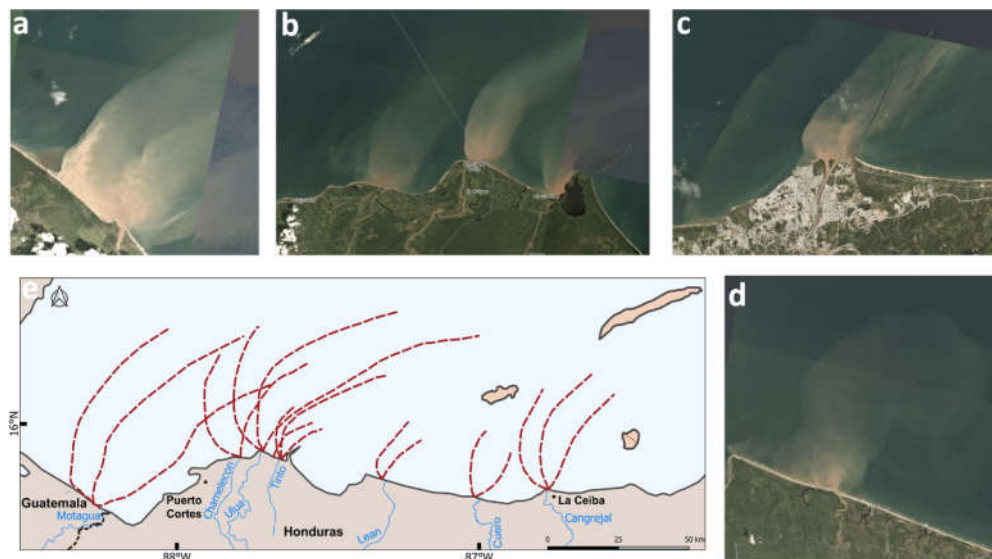 a
b
c
e
16°N
Guatemala
Motagua
Puerto
Cortes
Chamelecon
Ulua
Tinto
Honduras
Lean
Cuero
La Ceiba
Cangrejal
88°W
87°W
0 25 50 km
d